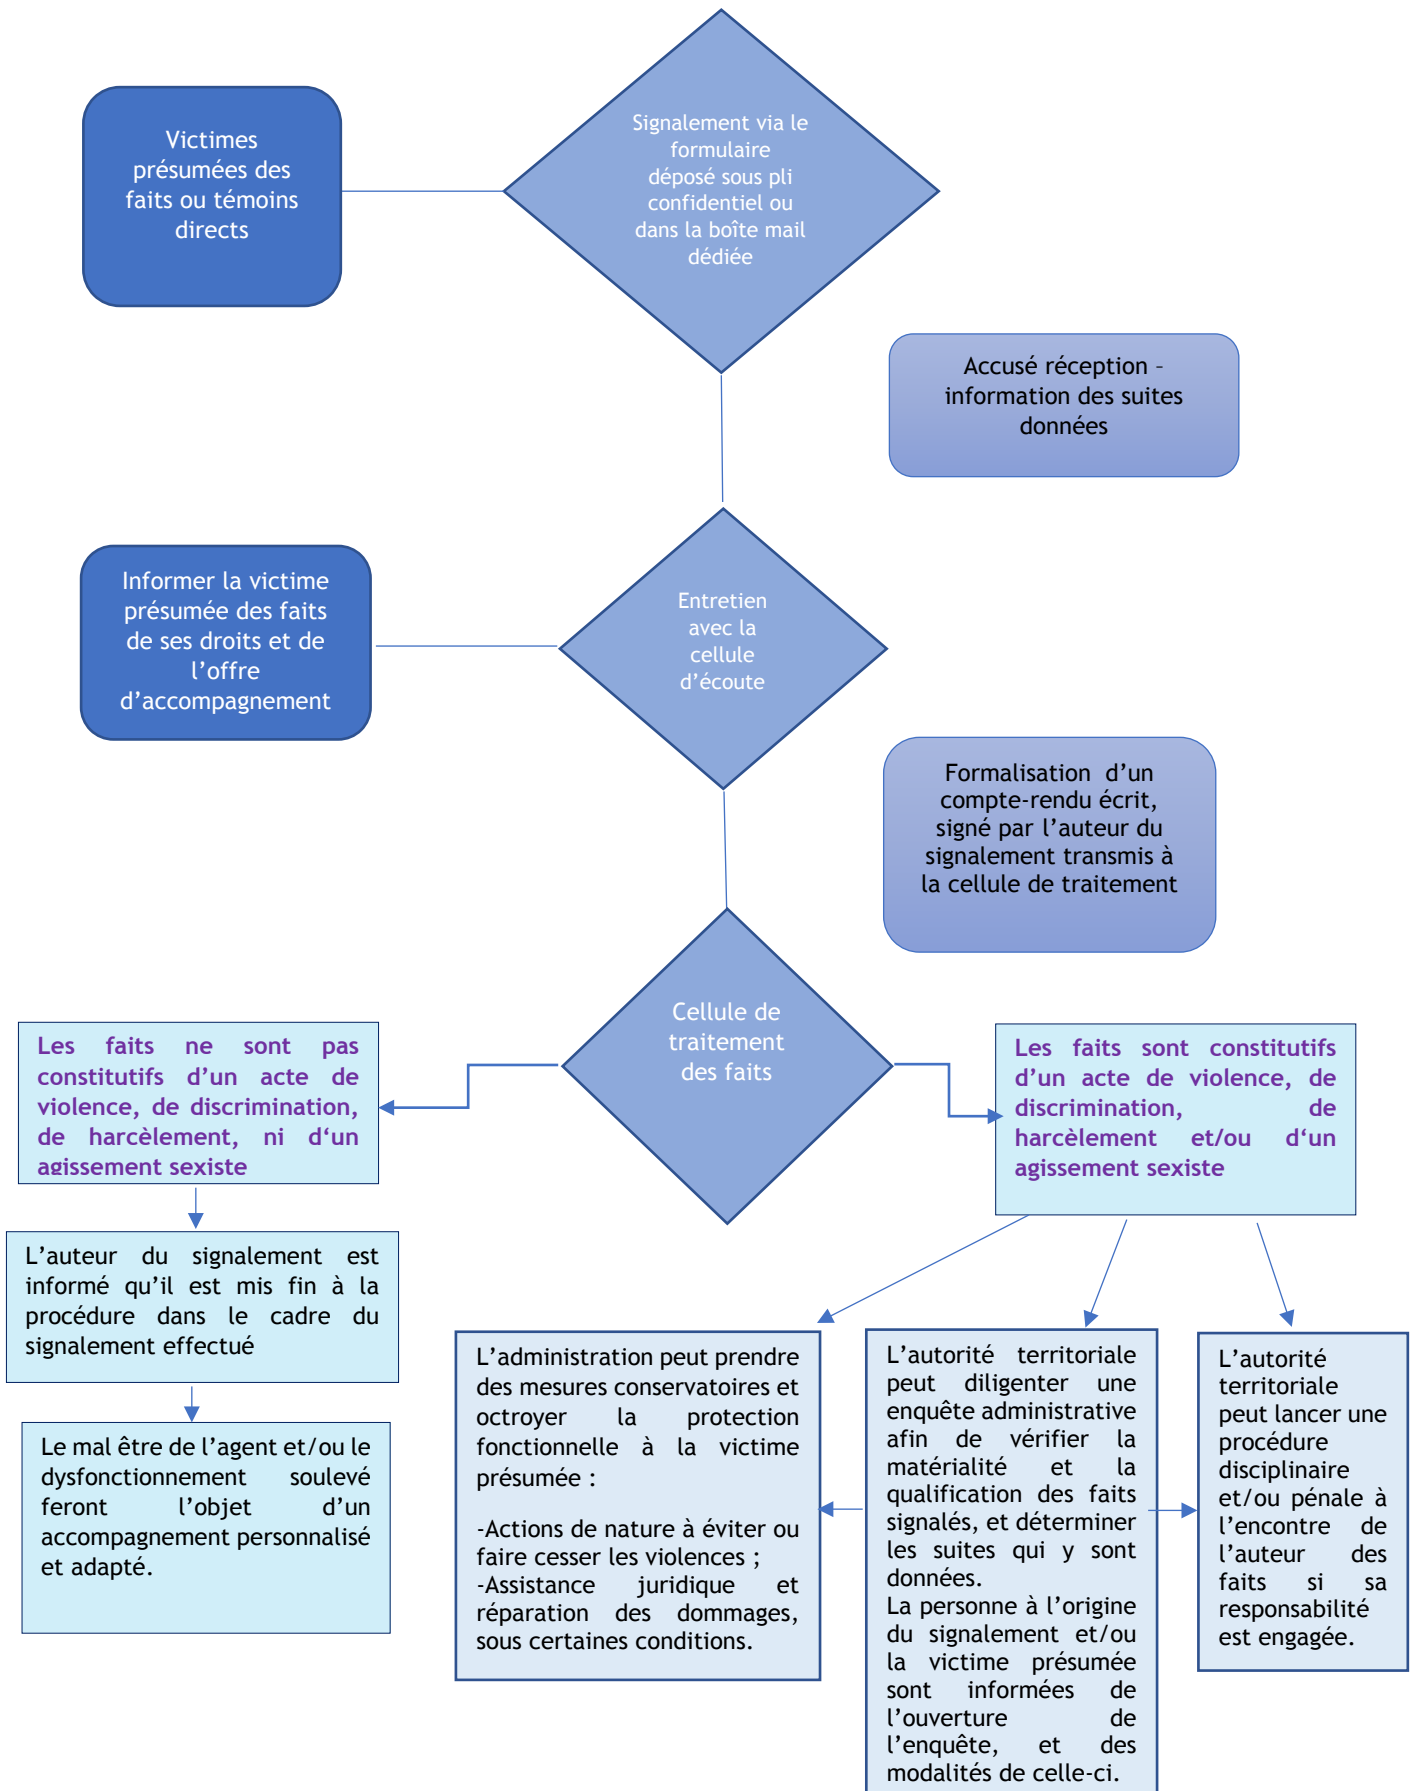 Victimes
présumées des
faits ou témoins
directs
Signalement via le
formulaire
déposé sous pli
confidentiel ou
dans la boîte mail
dédiée
Accusé réception –
information des suites
données
Informer la victime
présumée des faits
de ses droits et de
l’offre
d’accompagnement
Entretien
avec la
cellule
d’écoute
Formalisation d’un
compte-rendu écrit,
signé par l’auteur du
signalement transmis à
la cellule de traitement
Cellule de
traitement
des faits
Les faits ne sont pas
constitutifs d’un acte de
violence, de discrimination,
de harcèlement, ni d‘un
agissement sexiste
Les faits sont constitutifs
d’un acte de violence, de
discrimination, de
harcèlement et/ou d‘un
agissement sexiste
L’auteur du signalement est
informé qu’il est mis fin à la
procédure dans le cadre du
signalement effectué
Le mal être de l’agent et/ou le
dysfonctionnement soulevé
feront l’objet d’un
accompagnement personnalisé
et adapté.
L’administration peut prendre
des mesures conservatoires et
octroyer la protection
fonctionnelle à la victime
présumée :
-Actions de nature à éviter ou
faire cesser les violences ;
-Assistance juridique et
réparation des dommages,
sous certaines conditions.
L’autorité territoriale
peut diligenter une
enquête administrative
afin de vérifier la
matérialité et la
qualification des faits
signalés, et déterminer
les suites qui y sont
données.
La personne à l’origine
du signalement et/ou
la victime présumée
sont informées de
l’ouverture de
l’enquête, et des
modalités de celle-ci.
L’autorité
territoriale
peut lancer une
procédure
disciplinaire
et/ou pénale à
l’encontre de
l’auteur des
faits si sa
responsabilité
est engagée.